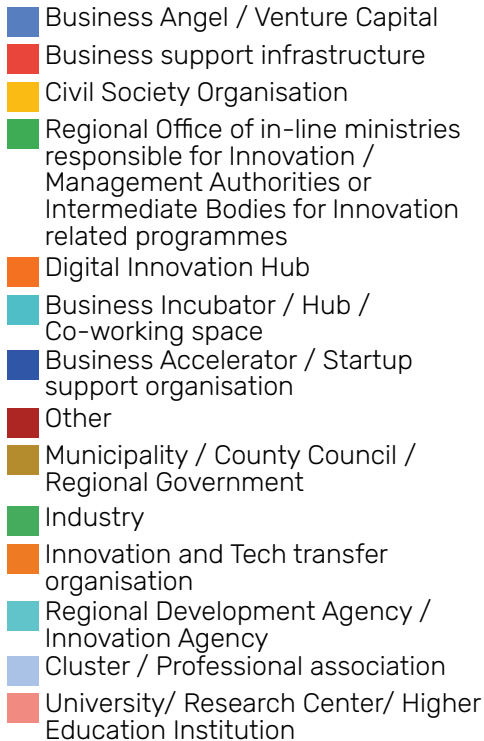 Business Angel / Venture Capital
Business support infrastructure
Civil Society Organisation
Regional Office of in-line ministries
responsible for Innovation /
Management Authorities or
Intermediate Bodies for Innovation
related programmes
Digital Innovation Hub
Business Incubator / Hub /
Co-working space
Business Accelerator / Startup
support organisation
Other
Municipality / County Council /
Regional Government
Industry
Innovation and Tech transfer
organisation
Regional Development Agency /
Innovation Agency
Cluster / Professional association
University/ Research Center/ Higher
Education Institution